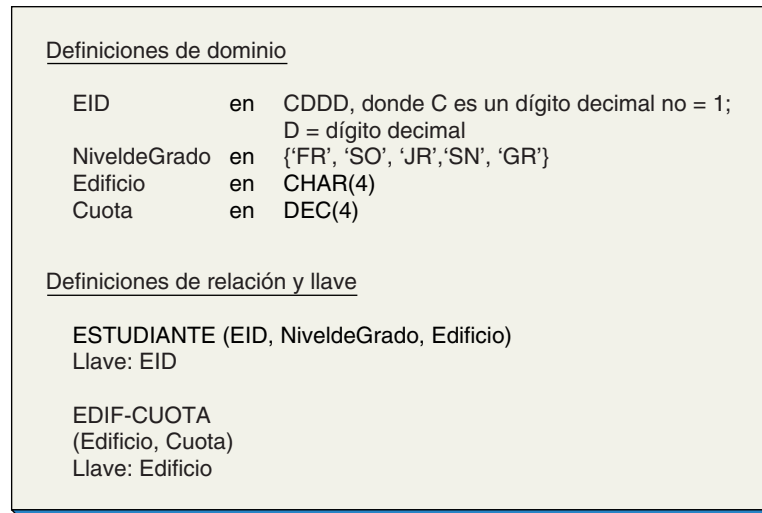 Definiciones de dominio
EID en CDDD, donde C es un dígito decimal no = 1;
D = dígito decimal
NiveldeGrado en {‘FR’, ‘SO’, ‘JR’,‘SN’, ‘GR’}
Edificio en CHAR(4)
Cuota en DEC(4)
Definiciones de relación y llave
ESTUDIANTE (EID, NiveldeGrado, Edificio)
Llave: EID
EDIF-CUOTA
(Edificio, Cuota)
Llave: Edificio